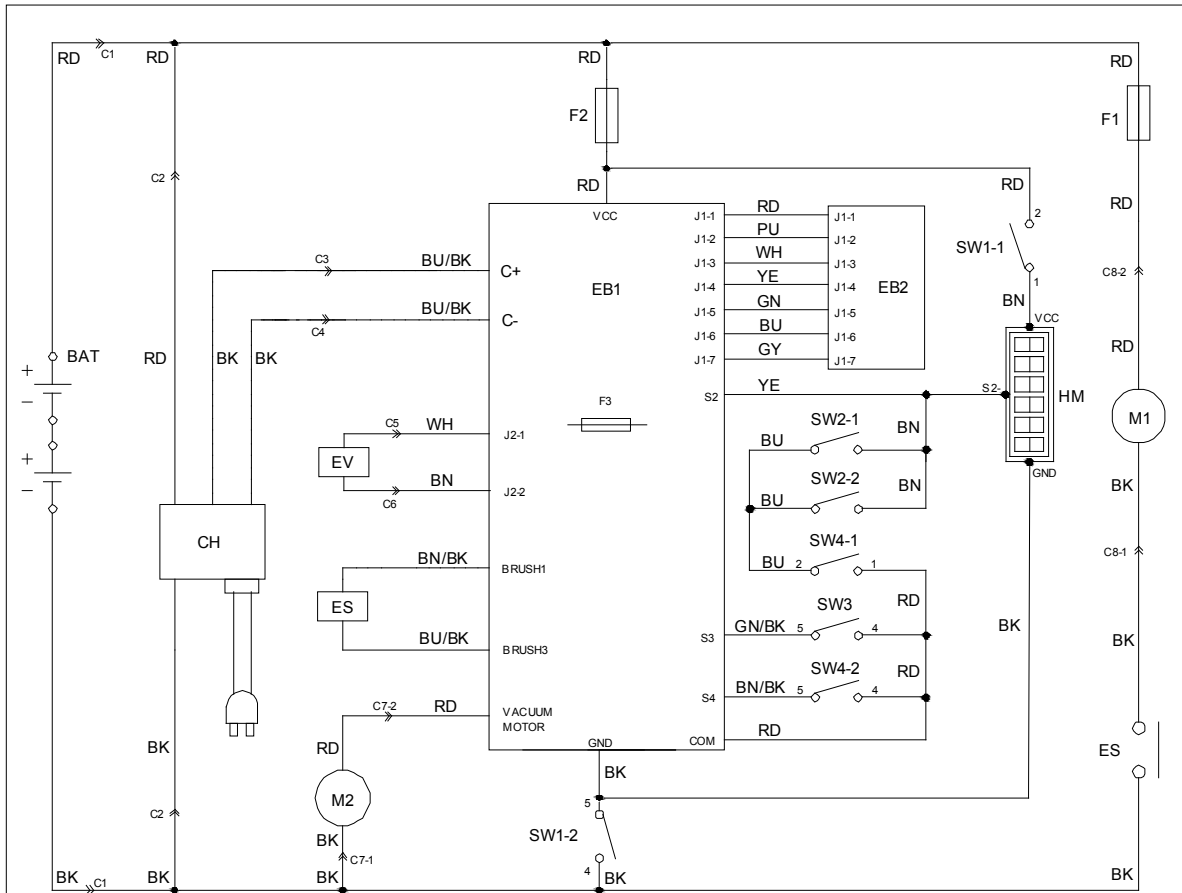 C1
RD
RD
RD
RD
F2
F1
C2
RD
RD
RD
2
VCC
J1-1
RD
J1-1
J1-2
PU
J1-2
SW1-1
C3
BU/BK
C+
J1-3
WH
J1-3
C8-2
EB1
J1-4
YE
J1-4
EB2
1
J1-5
GN
J1-5
BN
C4
BU/BK
C-
J1-6
BU
J1-6
VCC
J1-7
GY
J1-7
RD
BK
BK
RD
BAT
+
−
+
−
S2
YE
S2-
HM
M1
F3
SW2-1
BU
BN
C5
WH
J2-1
EV
SW2-2
BU
BN
GND
BK
C6
BN
J2-2
CH
SW4-1
BU
2
1
C8-1
BN/BK
BRUSH1
RD
ES
SW3
BK
BK
S3
GN/BK
5
4
BU/BK
BRUSH3
RD
SW4-2
S4
BN/BK
5
4
C7-2
RD
VACUUM
MOTOR
COM
RD
GND
ES
BK
RD
BK
M2
5
C2
SW1-2
BK
C7-1
4
BK
C1
BK
BK
BK
BK